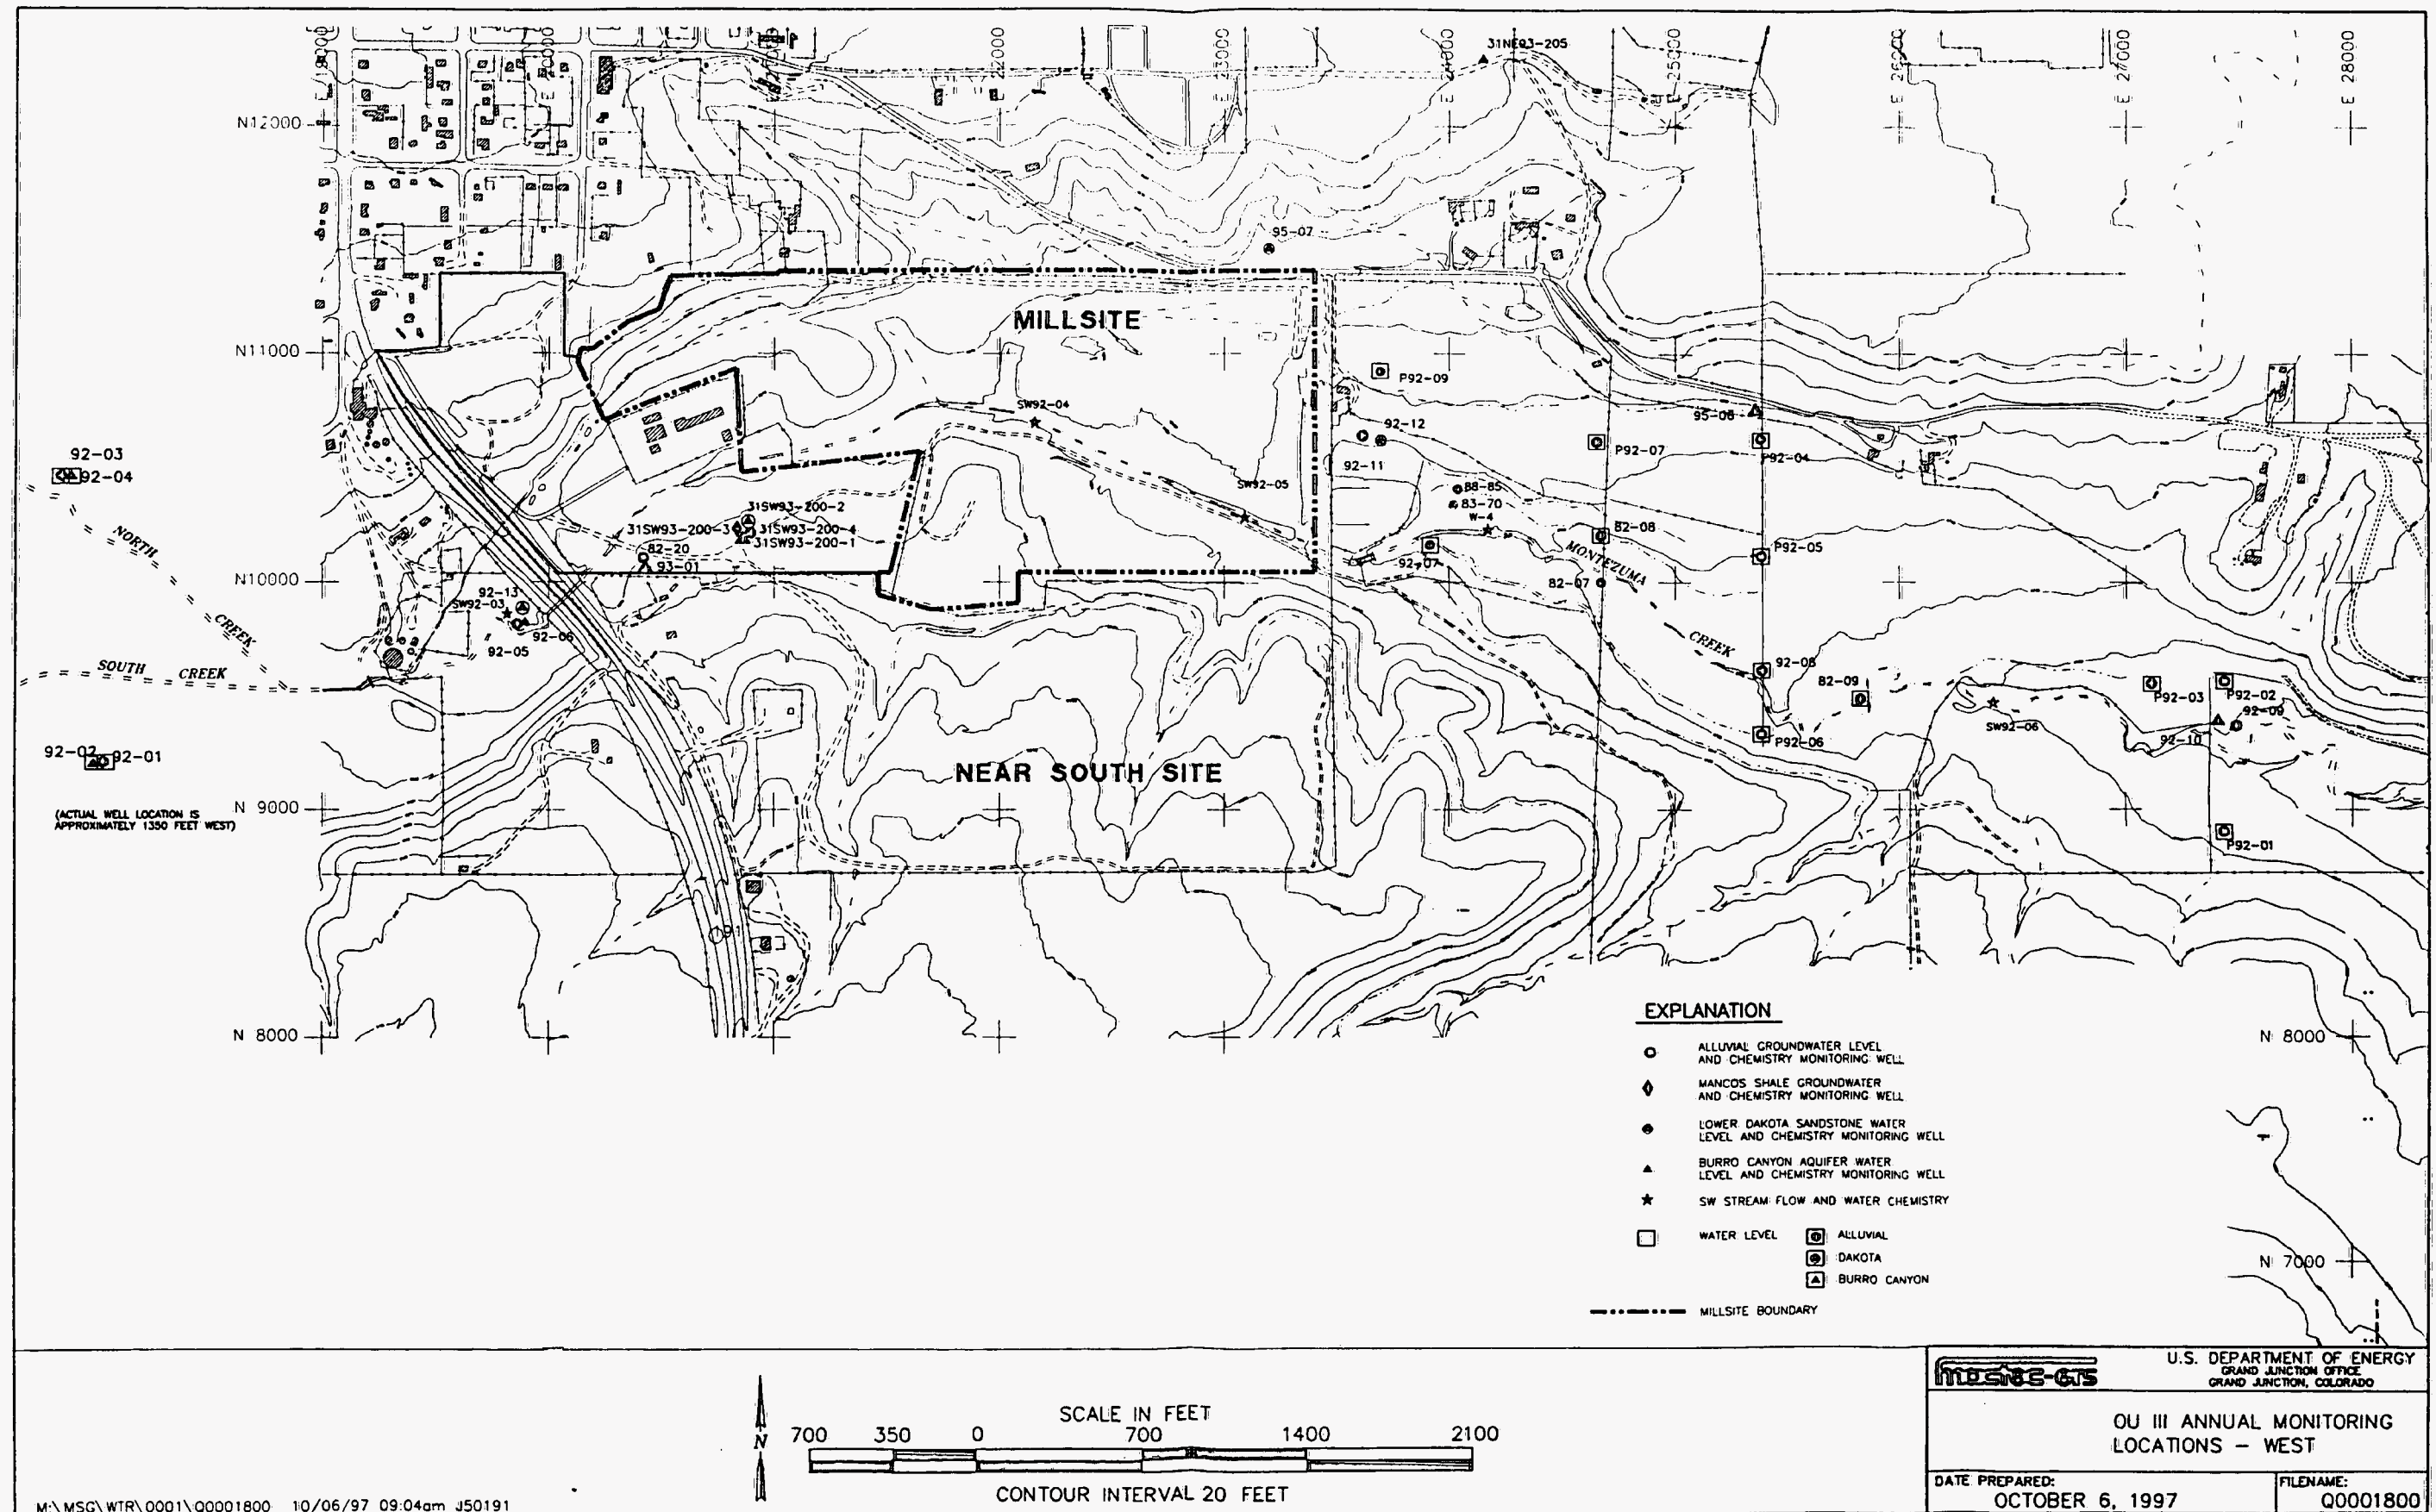 31NE93-205
E 22000
E 23000
E 24000
E 25000
E 26000
E 27000
E 28000
N12000
95-07
MILLSITE
N11000
P92-09
SW92-04
95-06
92-12
92-03
92-04
92-11
P92-07
P92-04
SW92-05
88-85
83-70
W-4
31SW93-200-2
31SW93-200-3
31SW93-200-4
31SW93-200-1
82-20
93-01
82-08
P92-05
NORTH
CREEK
MONTEZUMA
CREEK
92-07
82-07
N10000
92-13
SW92-03
92-06
92-05
SOUTH CREEK
92-08
82-09
P92-03
P92-02
92-09
SW92-06
92-10
P92-06
92-02
92-01
NEAR SOUTH SITE
(ACTUAL WELL LOCATION IS
APPROXIMATELY 1350 FEET WEST)
N 9000
P92-01
191
N 8000
EXPLANATION
ALLUVIAL GROUNDWATER LEVEL
AND CHEMISTRY MONITORING WELL
MANCOS SHALE GROUNDWATER
AND CHEMISTRY MONITORING WELL
LOWER DAKOTA SANDSTONE WATER
LEVEL AND CHEMISTRY MONITORING WELL
BURRO CANYON AQUIFER WATER
LEVEL AND CHEMISTRY MONITORING WELL
SW STREAM FLOW AND WATER CHEMISTRY
WATER LEVEL
ALLUVIAL
DAKOTA
BURRO CANYON
MILLSITE BOUNDARY
N 8000
N 7000
N
SCALE IN FEET
700 350 0 700 1400 2100
CONTOUR INTERVAL 20 FEET
M:\MSG\WTR\0001\Q0001800 10/06/97 09:04am J50191
mactec-GTS
U.S. DEPARTMENT OF ENERGY
GRAND JUNCTION OFFICE
GRAND JUNCTION, COLORADO
OU III ANNUAL MONITORING
LOCATIONS - WEST
DATE PREPARED:
OCTOBER 6, 1997
FILENAME:
Q0001800